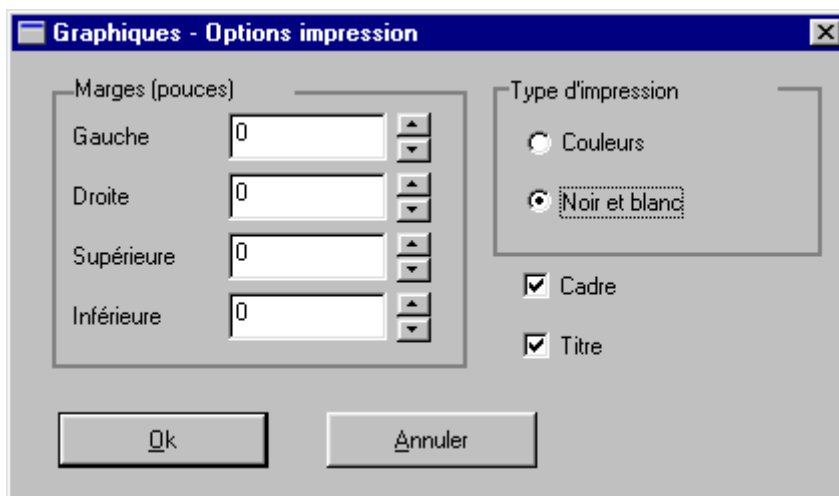 Graphiques - Options impression
Marges (pouces)
Gauche 0
Droite 0
Supérieure 0
Inférieure 0
Type d'impression
Couleurs
Noir et blanc
Cadre
Titre
Ok
Annuler